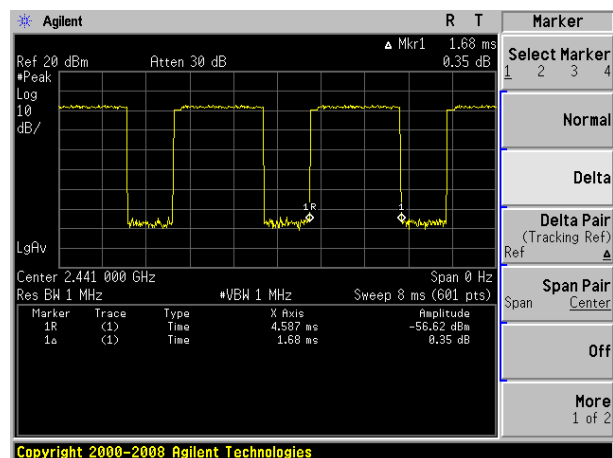 Agilent R T Marker
Δ Mkr1 1.68 ms
Ref 20 dBm Atten 30 dB 0.35 dB
#Peak
Log
10
dB/
1R 1
LgAv
Center 2.441 000 GHz Span 0 Hz
Res BW 1 MHz #VBW 1 MHz Sweep 8 ms (601 pts)
Marker Trace Type X Axis Amplitude
1R (1) Time 4.587 ms -56.62 dBm
1Δ (1) Time 1.68 ms 0.35 dB
Select Marker
1 2 3 4
Normal
Delta
Delta Pair
(Tracking Ref)
Ref Δ
Span Pair
Span Center
Off
More
1 of 2
Copyright 2000-2008 Agilent Technologies